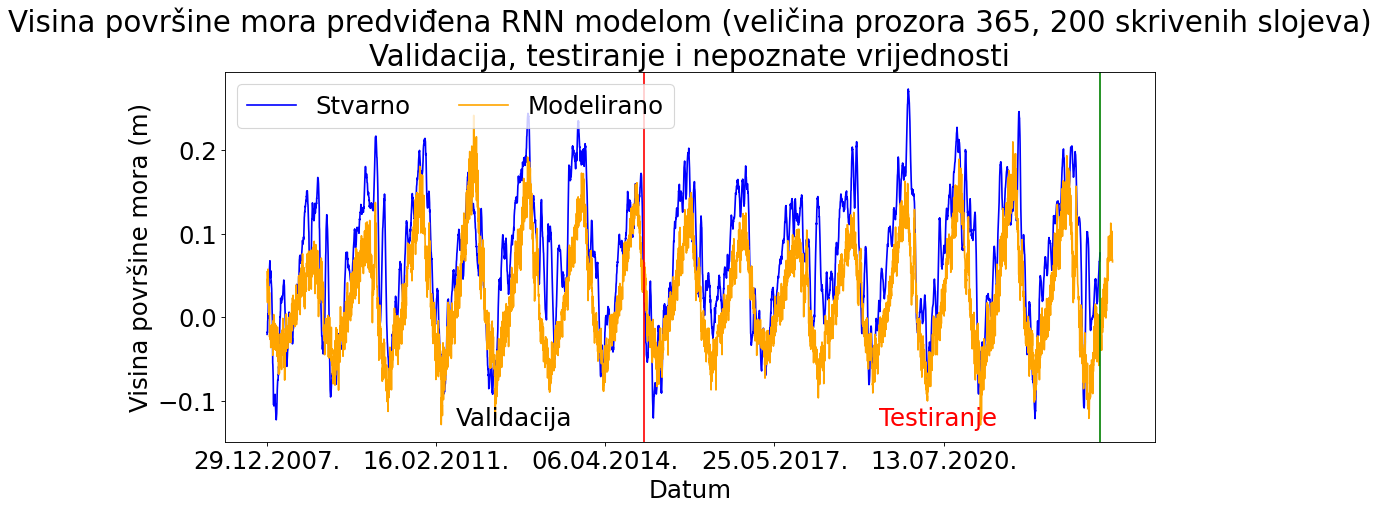 Visina površine mora predviđena RNN modelom (veličina prozora 365, 200 skrivenih slojeva)
Validacija, testiranje i nepoznate vrijednosti
Stvarno
Modelirano
Visina površine mora (m)
0.2
0.1
0.0
−0.1
Validacija
Testiranje
29.12.2007.
16.02.2011.
06.04.2014.
25.05.2017.
13.07.2020.
Datum